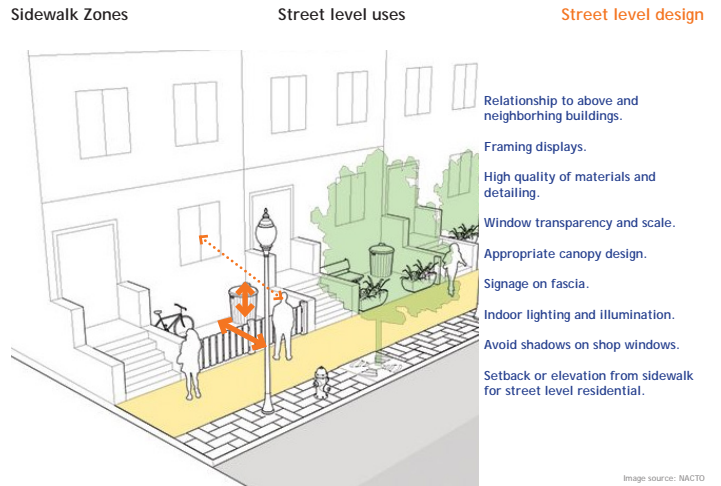 Sidewalk Zones
Street level uses
Street level design
Relationship to above and
neighborhing buildings.
Framing displays.
High quality of materials and
detailing.
Window transparency and scale.
Appropriate canopy design.
Signage on fascia.
Indoor lighting and illumination.
Avoid shadows on shop windows.
Setback or elevation from sidewalk
for street level residential.
Image source: NACTO